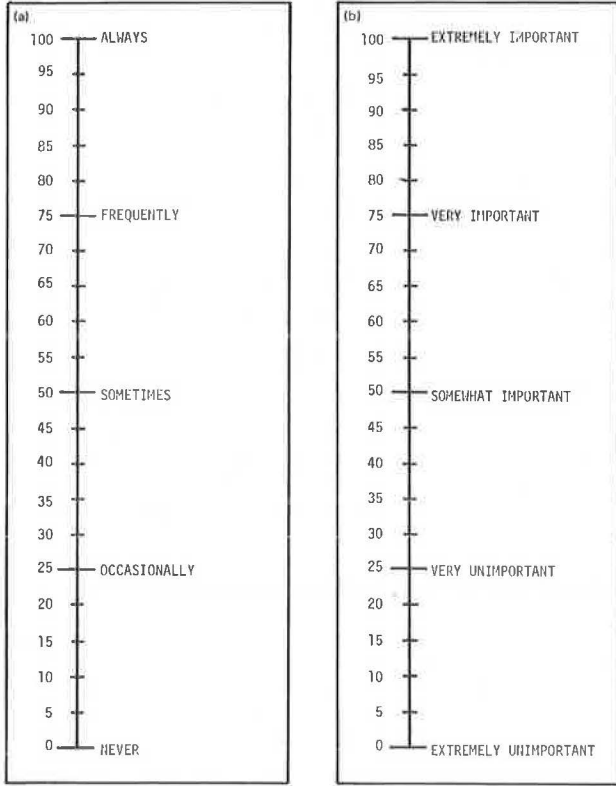 (a)
100 ALWAYS
95
90
85
80
75 FREQUENTLY
70
65
60
55
50 SOMETIMES
45
40
35
30
25 OCCASIONALLY
20
15
10
5
0 NEVER
(b)
100 EXTREMELY IMPORTANT
95
90
85
80
75 VERY IMPORTANT
70
65
60
55
50 SOMEWHAT IMPORTANT
45
40
35
30
25 VERY UNIMPORTANT
20
15
10
5
0 EXTREMELY UNIMPORTANT